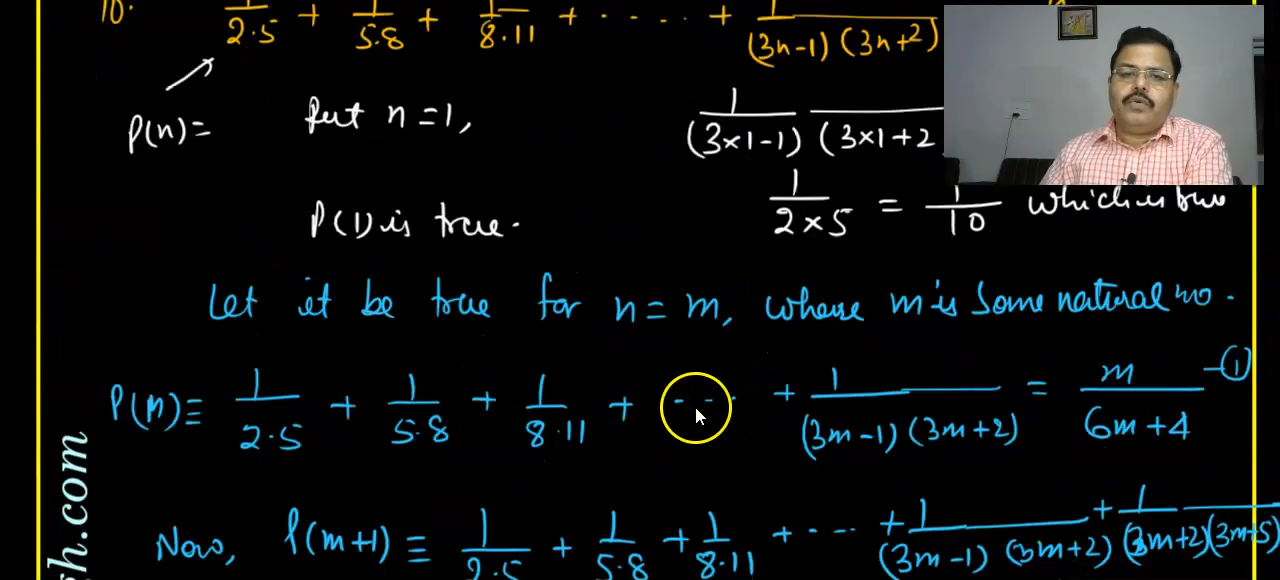 10. 1/2.5 + 1/5.8 + 1/8.11 + ..... + 1/(3n-1)(3n+2)
P(n)= Put n=1, 1/(3×1-1)(3×1+2
P(1) is true. 1/2×5 = 1/10 which is true
Let it be true for n=m, where m is Some natural no.
P(m)≡ 1/2.5 + 1/5.8 + 1/8.11 + ---- + 1/(3m-1)(3m+2) = m/6m+4 -①
Now, P(m+1) ≡ 1/2.5 + 1/5.8 + 1/8.11 + ---- + 1/(3m-1)(3m+2) + 1/(3m+2)(3m+5)
sh.com